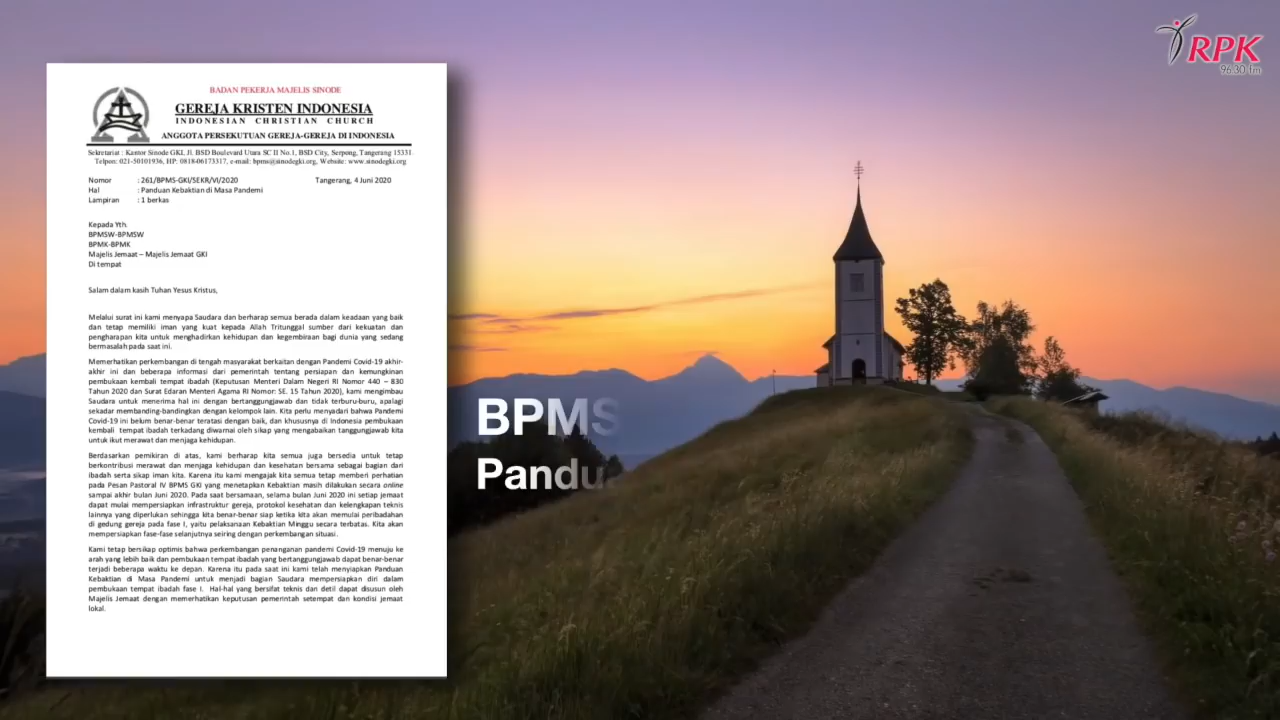 RPK
96.30 fm
BADAN PEKERJA MAJELIS SINODE
GEREJA KRISTEN INDONESIA
INDONESIAN CHRISTIAN CHURCH
ANGGOTA PERSEKUTUAN GEREJA-GEREJA DI INDONESIA
Sekretariat : Kantor Sinode GKI, Jl. BSD Boulevard Utara SC II No.1, BSD City, Serpong, Tangerang 15331
Telpon: 021-50101936, HP: 0818-06173317, e-mail: bpms@sinodegki.org, Website: www.sinodegki.org
Nomor : 261/BPMS-GKI/SEKR/VI/2020 Tangerang, 4 Juni 2020
Hal : Panduan Kebaktian di Masa Pandemi
Lampiran : 1 berkas
Kepada Yth.
BPMSW-BPMSW
BPMK-BPMK
Majelis Jemaat – Majelis Jemaat GKI
Di tempat
Salam dalam kasih Tuhan Yesus Kristus,
Melalui surat ini kami menyapa Saudara dan berharap semua berada dalam keadaan yang baik
dan tetap memiliki iman yang kuat kepada Allah Tritunggal sumber dari kekuatan dan
pengharapan kita untuk menghadirkan kehidupan dan kegembiraan bagi dunia yang sedang
bermasalah pada saat ini.
Memerhatikan perkembangan di tengah masyarakat berkaitan dengan Pandemi Covid-19 akhir-
akhir ini dan beberapa informasi dari pemerintah tentang persiapan dan kemungkinan
pembukaan kembali tempat ibadah (Keputusan Menteri Dalam Negeri RI Nomor 440 – 830
Tahun 2020 dan Surat Edaran Menteri Agama RI Nomor: SE. 15 Tahun 2020), kami mengimbau
Saudara untuk menerima hal ini dengan bertanggungjawab dan tidak terburu-buru, apalagi
sekadar membanding-bandingkan dengan kelompok lain. Kita perlu menyadari bahwa Pandemi
Covid-19 ini belum benar-benar teratasi dengan baik, dan khususnya di Indonesia pembukaan
kembali tempat ibadah terkadang diwarnai oleh sikap yang mengabaikan tanggungjawab kita
untuk ikut merawat dan menjaga kehidupan.
Berdasarkan pemikiran di atas, kami berharap kita semua juga bersedia untuk tetap
berkontribusi merawat dan menjaga kehidupan dan kesehatan bersama sebagai bagian dari
ibadah serta sikap iman kita. Karena itu kami mengajak kita semua tetap memberi perhatian
pada Pesan Pastoral IV BPMS GKI yang menetapkan Kebaktian masih dilakukan secara online
sampai akhir bulan Juni 2020. Pada saat bersamaan, selama bulan Juni 2020 ini setiap jemaat
dapat mulai mempersiapkan infrastruktur gereja, protokol kesehatan dan kelengkapan teknis
lainnya yang diperlukan sehingga kita benar-benar siap ketika kita akan memulai peribadahan
di gedung gereja pada fase I, yaitu pelaksanaan Kebaktian Minggu secara terbatas. Kita akan
mempersiapkan fase-fase selanjutnya seiring dengan perkembangan situasi.
Kami tetap bersikap optimis bahwa perkembangan penanganan pandemi Covid-19 menuju ke
arah yang lebih baik dan pembukaan tempat ibadah yang bertanggungjawab dapat benar-benar
terjadi beberapa waktu ke depan. Karena itu pada saat ini kami telah menyiapkan Panduan
Kebaktian di Masa Pandemi untuk menjadi bagian Saudara mempersiapkan diri dalam
pembukaan tempat ibadah fase I. Hal-hal yang bersifat teknis dan detil dapat disusun oleh
Majelis Jemaat dengan memerhatikan keputusan pemerintah setempat dan kondisi jemaat
lokal.
BPMS
Pandua